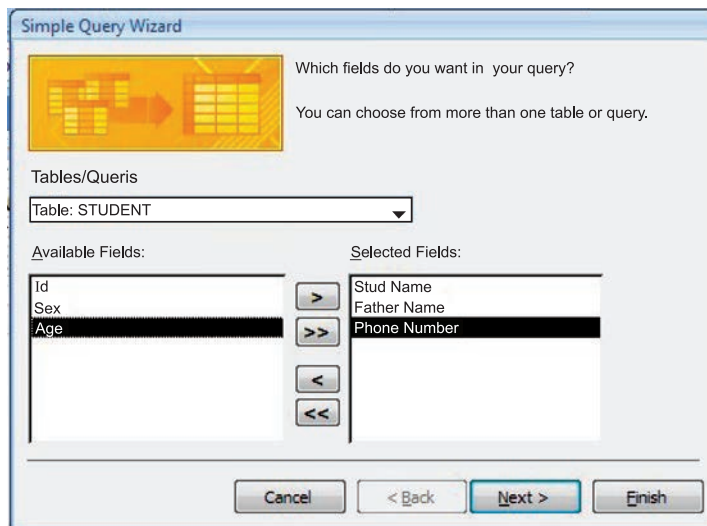 Simple Query Wizard
Which fields do you want in your query?
You can choose from more than one table or query.
Tables/Queris
Table: STUDENT
Available Fields:
Id
Sex
Age
>
>>
<
<<
Selected Fields:
Stud Name
Father Name
Phone Number
Cancel
< Back
Next >
Finish